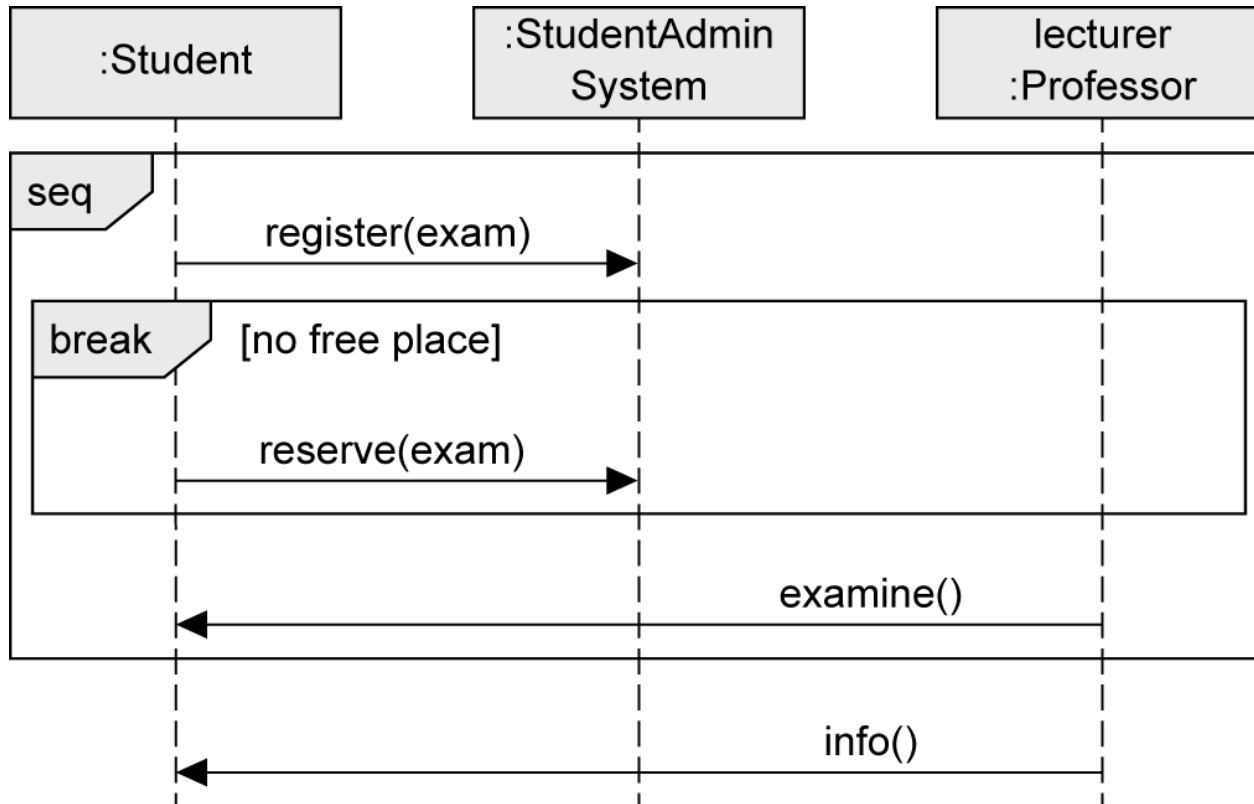 :Student
:StudentAdmin
System
lecturer
:Professor
seq
register(exam)
break
[no free place]
reserve(exam)
examine()
info()